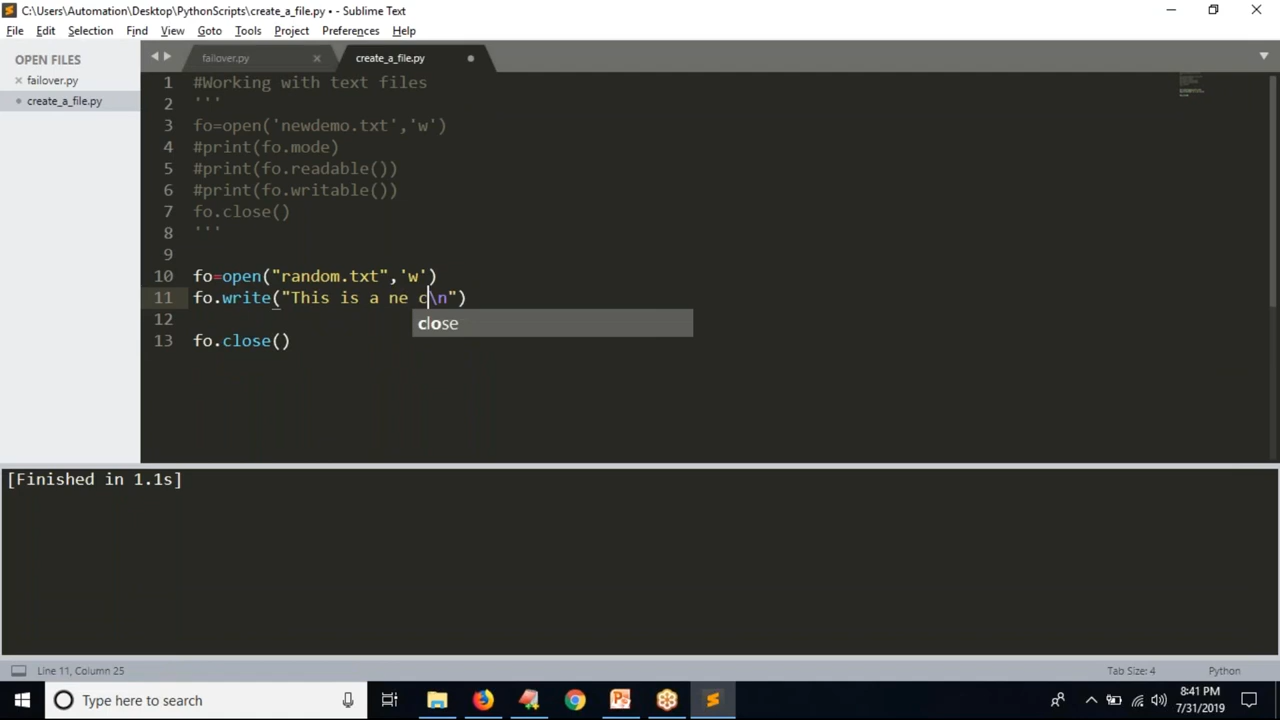 C:\Users\Automation\Desktop\PythonScripts\create_a_file.py • - Sublime Text
File Edit Selection Find View Goto Tools Project Preferences Help
OPEN FILES
failover.py
create_a_file.py
failover.py
create_a_file.py
1 #Working with text files
2 '''
3 fo=open('newdemo.txt','w')
4 #print(fo.mode)
5 #print(fo.readable())
6 #print(fo.writable())
7 fo.close()
8 '''
9
10 fo=open("random.txt",'w')
11 fo.write("This is a ne c\n")
close
12
13 fo.close()
[Finished in 1.1s]
Line 11, Column 25
Tab Size: 4
Python
Type here to search
8:41 PM
7/31/2019